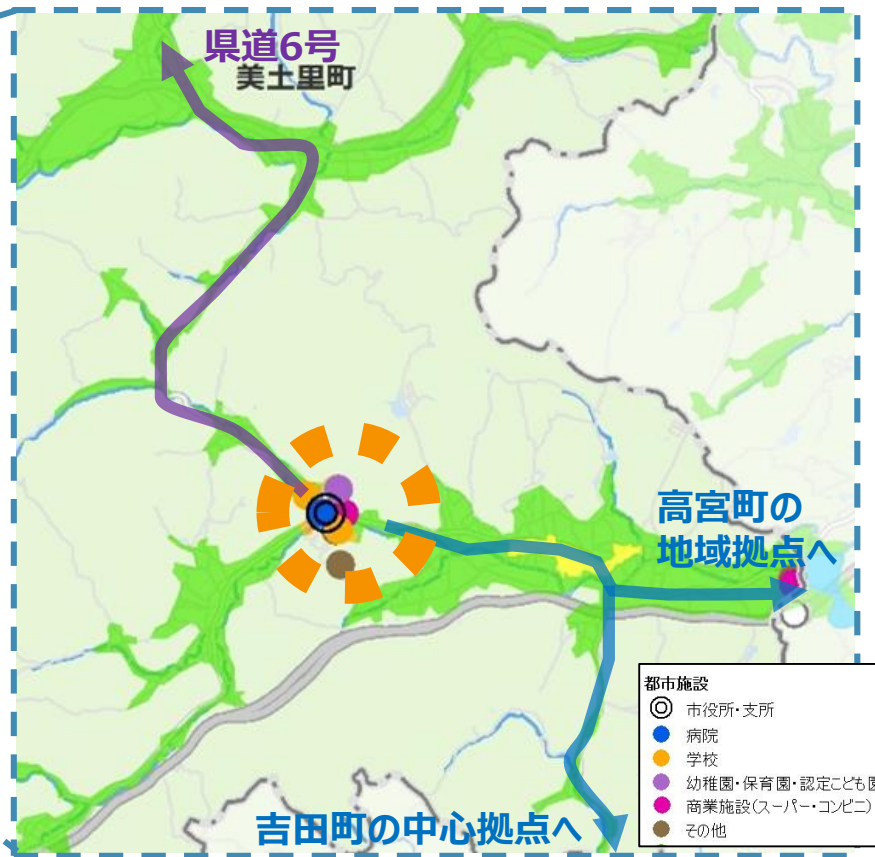 県道6号
美土里町
高宮町の
地域拠点へ
吉田町の中心拠点へ
都市施設
市役所・支所
病院
学校
幼稚園・保育園・認定こども園
商業施設(スーパー・コンビニ)
その他